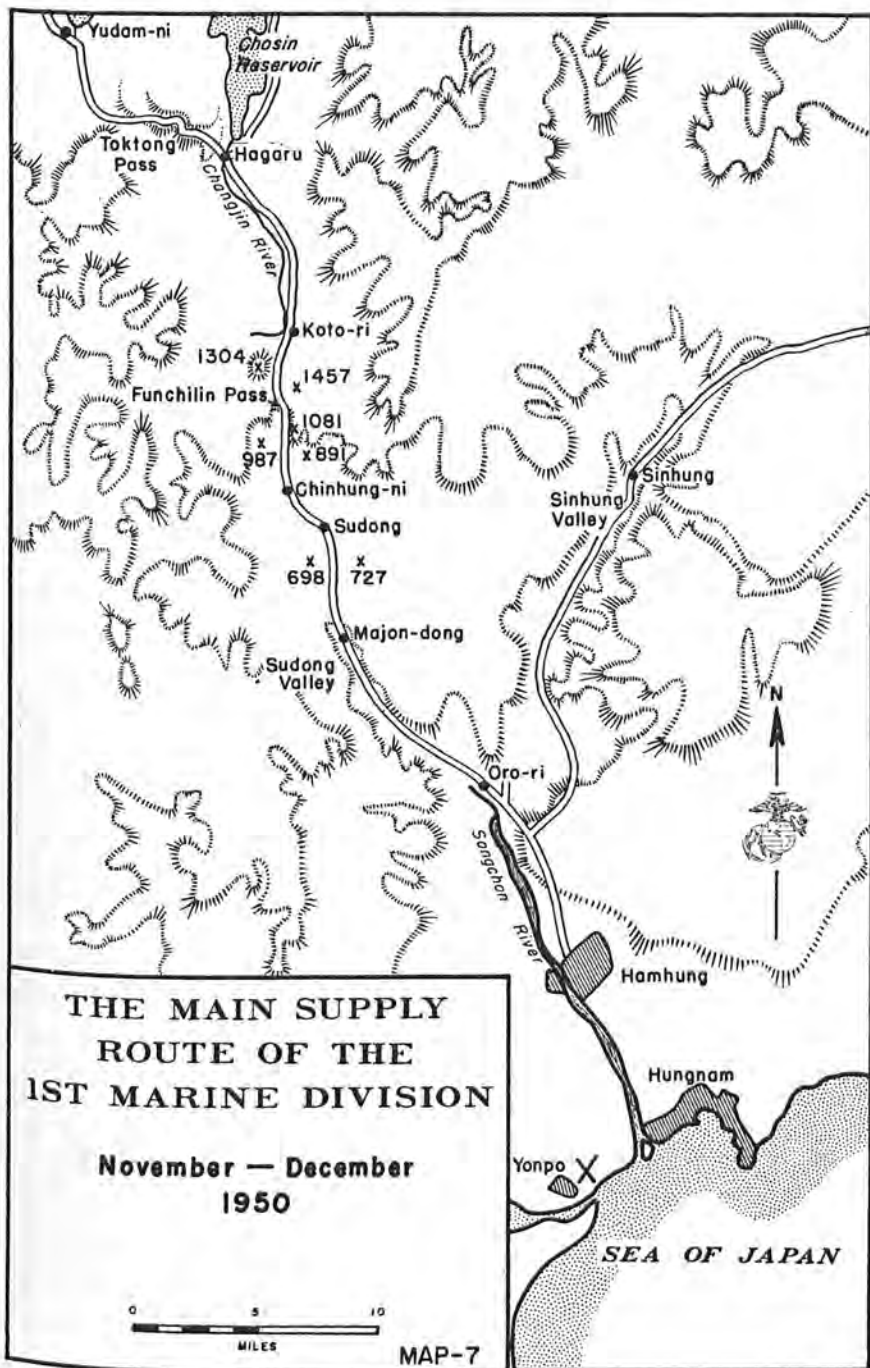 Yudam-ni
Chosin
Reservoir
Toktong
Pass
Hagaru
Changjin River
Koto-ri
1304
1457
Funchilin Pass
1081
987
891
Chinhung-ni
Sinhung
Sinhung
Valley
Sudong
698
727
Majon-dong
Sudong
Valley
N
Oro-ri
Songchon
River
Hamhung
Hungnam
Yonpo
SEA OF JAPAN
THE MAIN SUPPLY
ROUTE OF THE
1ST MARINE DIVISION
November — December
1950
0 5 10
MILES
MAP-7